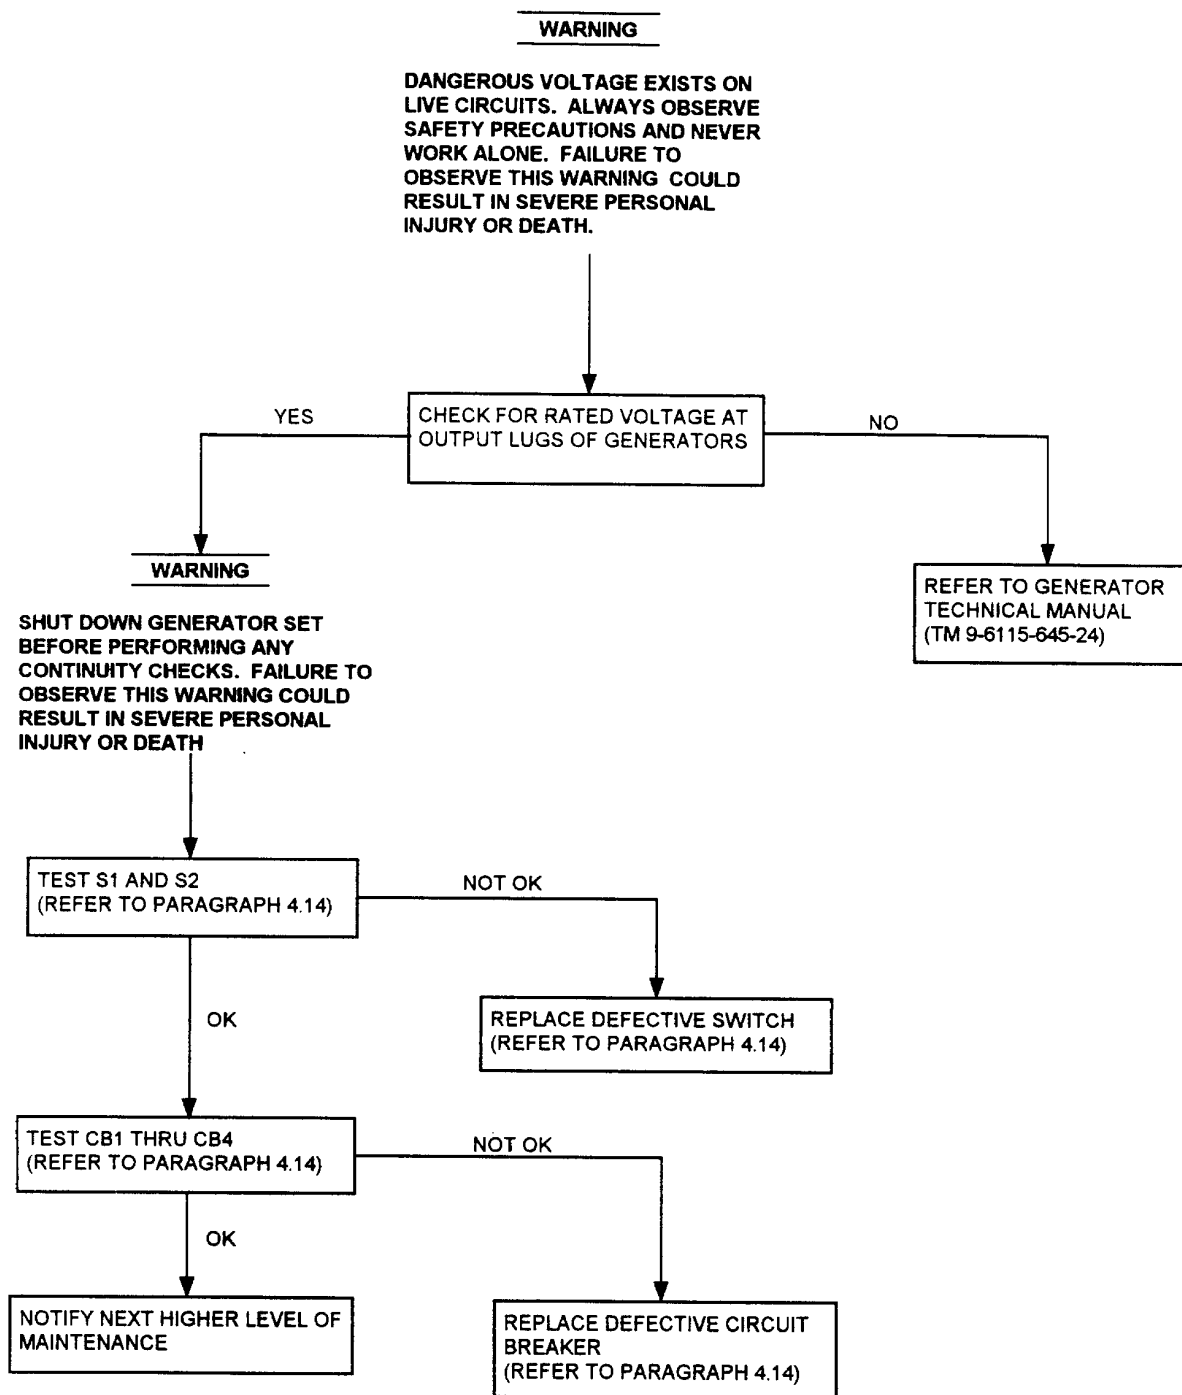 WARNING
DANGEROUS VOLTAGE EXISTS ON
LIVE CIRCUITS. ALWAYS OBSERVE
SAFETY PRECAUTIONS AND NEVER
WORK ALONE. FAILURE TO
OBSERVE THIS WARNING COULD
RESULT IN SEVERE PERSONAL
INJURY OR DEATH.
CHECK FOR RATED VOLTAGE AT
OUTPUT LUGS OF GENERATORS
YES
NO
WARNING
SHUT DOWN GENERATOR SET
BEFORE PERFORMING ANY
CONTINUITY CHECKS. FAILURE TO
OBSERVE THIS WARNING COULD
RESULT IN SEVERE PERSONAL
INJURY OR DEATH
REFER TO GENERATOR
TECHNICAL MANUAL
(TM 9-6115-645-24)
TEST S1 AND S2
(REFER TO PARAGRAPH 4.14)
NOT OK
OK
REPLACE DEFECTIVE SWITCH
(REFER TO PARAGRAPH 4.14)
TEST CB1 THRU CB4
(REFER TO PARAGRAPH 4.14)
NOT OK
OK
NOTIFY NEXT HIGHER LEVEL OF
MAINTENANCE
REPLACE DEFECTIVE CIRCUIT
BREAKER
(REFER TO PARAGRAPH 4.14)